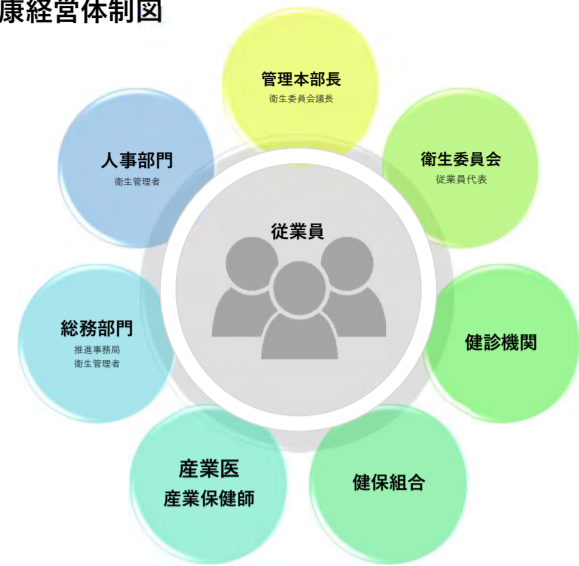 康経営体制図
管理本部長
衛生委員会議長
人事部門
衛生管理者
衛生委員会
従業員代表
従業員
総務部門
推進事務局
衛生管理者
健診機関
産業医
産業保健師
健保組合